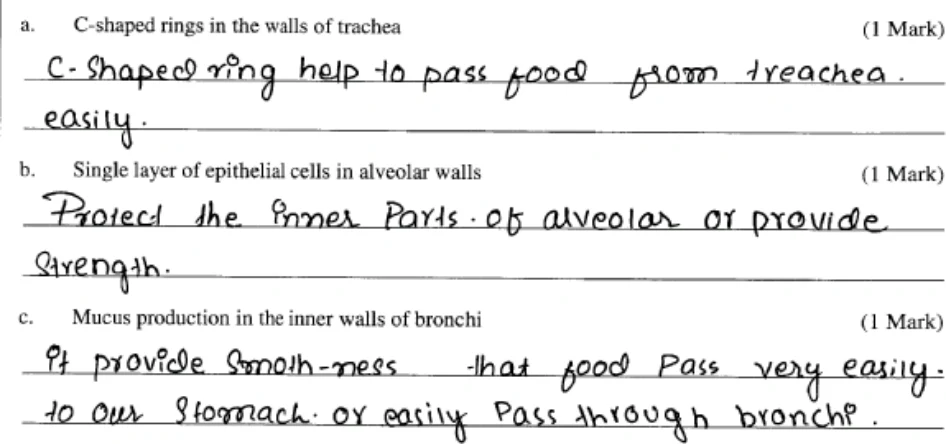 a. C-shaped rings in the walls of trachea (1 Mark)
C-Shaped ring help to pass food from treachea.
easily.
b. Single layer of epithelial cells in alveolar walls (1 Mark)
Protect the inner Parts. of alveolar or provide
Strength.
c. Mucus production in the inner walls of bronchi (1 Mark)
it provide Smoth-ness that food Pass very easily.
to our Stomach. or easily Pass through bronchi.